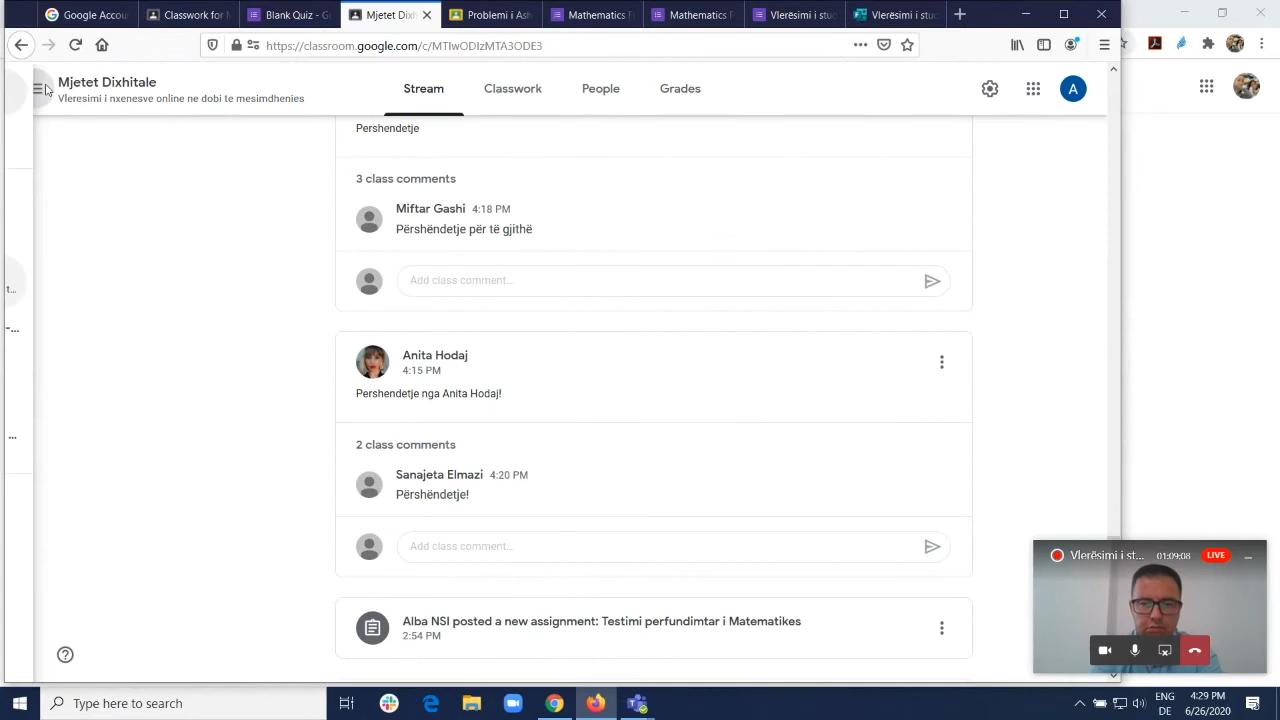 Google Accou
Classwork for
Blank Quiz - G
Mjetet Dixh
Problemi i Ash
Mathematics F
Mathematics F
Vlerësimi i stud
Vlerësimi i stud
https://classroom.google.com/c/MTIwODIzMTA3ODE3
Mjetet Dixhitale
Vleresimi i nxenesve online ne dobi te mesimdhenies
Stream
Classwork
People
Grades
A
Pershendetje
3 class comments
Miftar Gashi 4:18 PM
Përshëndetje për të gjithë
Add class comment...
t...
-...
Anita Hodaj
4:15 PM
Pershendetje nga Anita Hodaj!
...
2 class comments
Sanajeta Elmazi 4:20 PM
Përshëndetje!
Add class comment...
Alba NSI posted a new assignment: Testimi perfundimtar i Matematikes
2:54 PM
Vlerësimi i st... 01:09:08 LIVE
Type here to search
ENG
DE
4:29 PM
6/26/2020